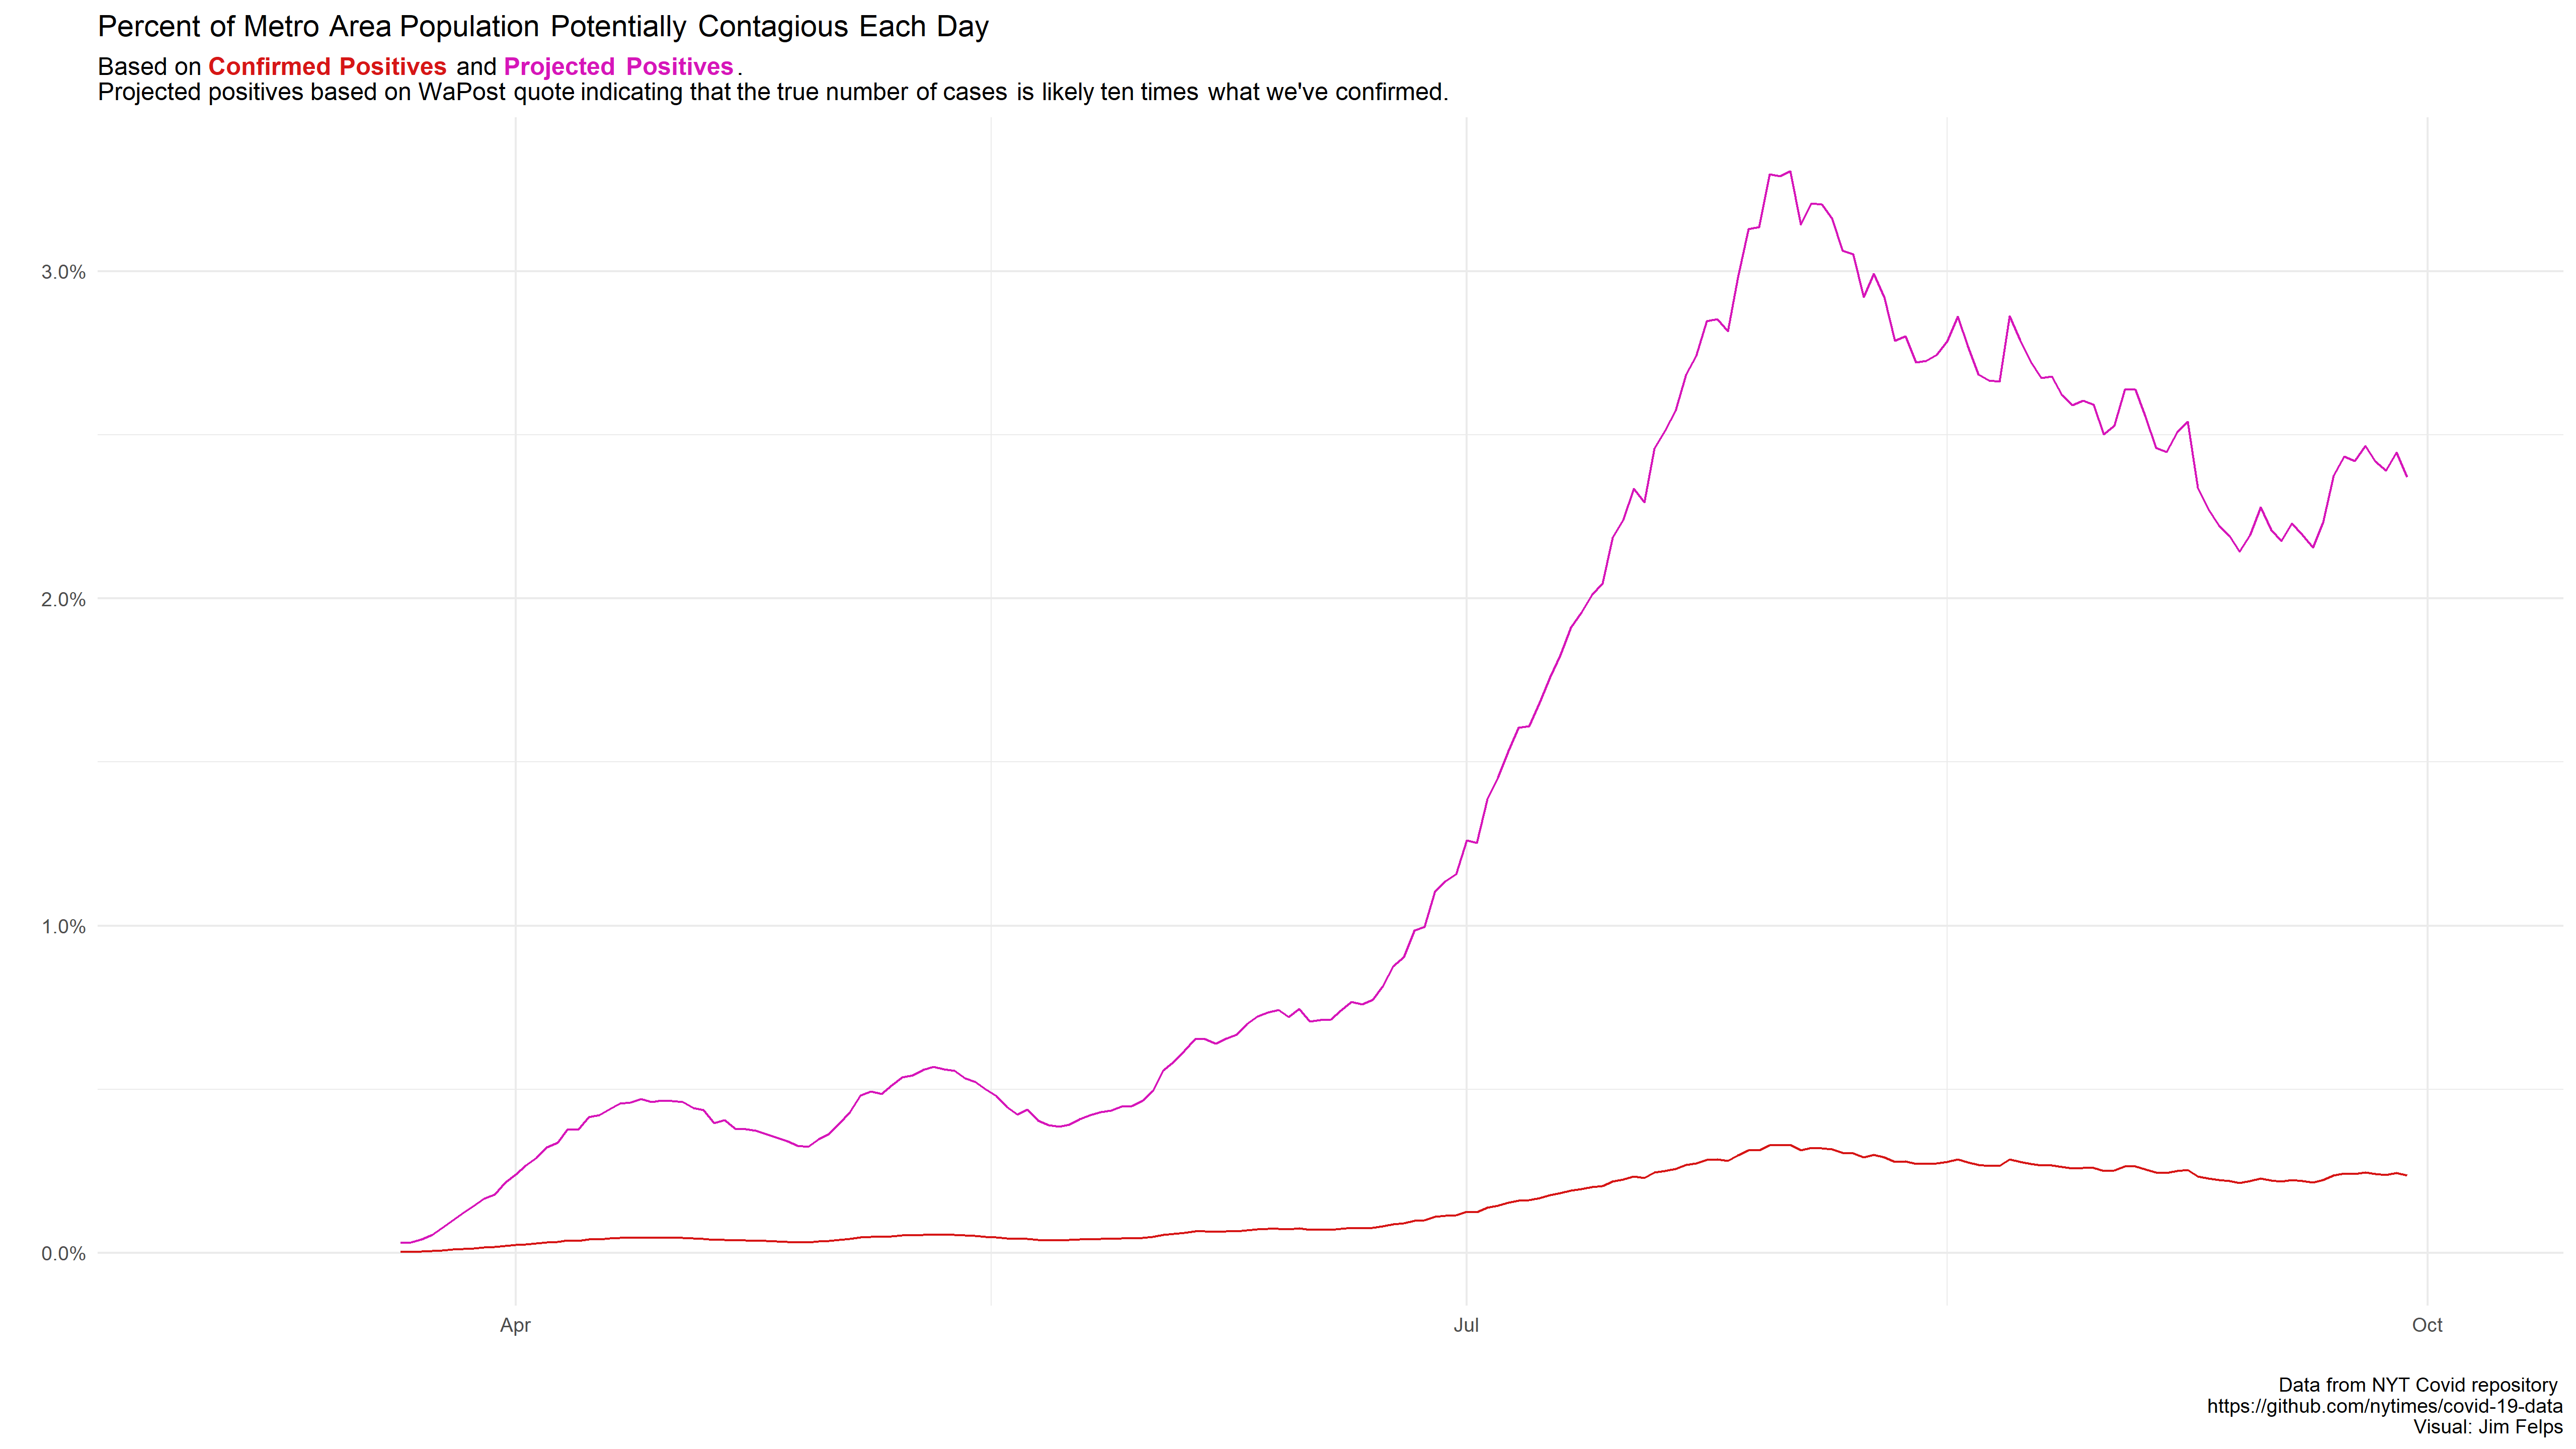 Percent of Metro Area Population Potentially Contagious Each Day
Based on Confirmed Positives and Projected Positives.
Projected positives based on WaPost quote indicating that the true number of cases is likely ten times what we've confirmed.
3.0%
2.0%
1.0%
0.0%
Apr
Jul
Oct
Data from NYT Covid repository
https://github.com/nytimes/covid-19-data
Visual: Jim Felps